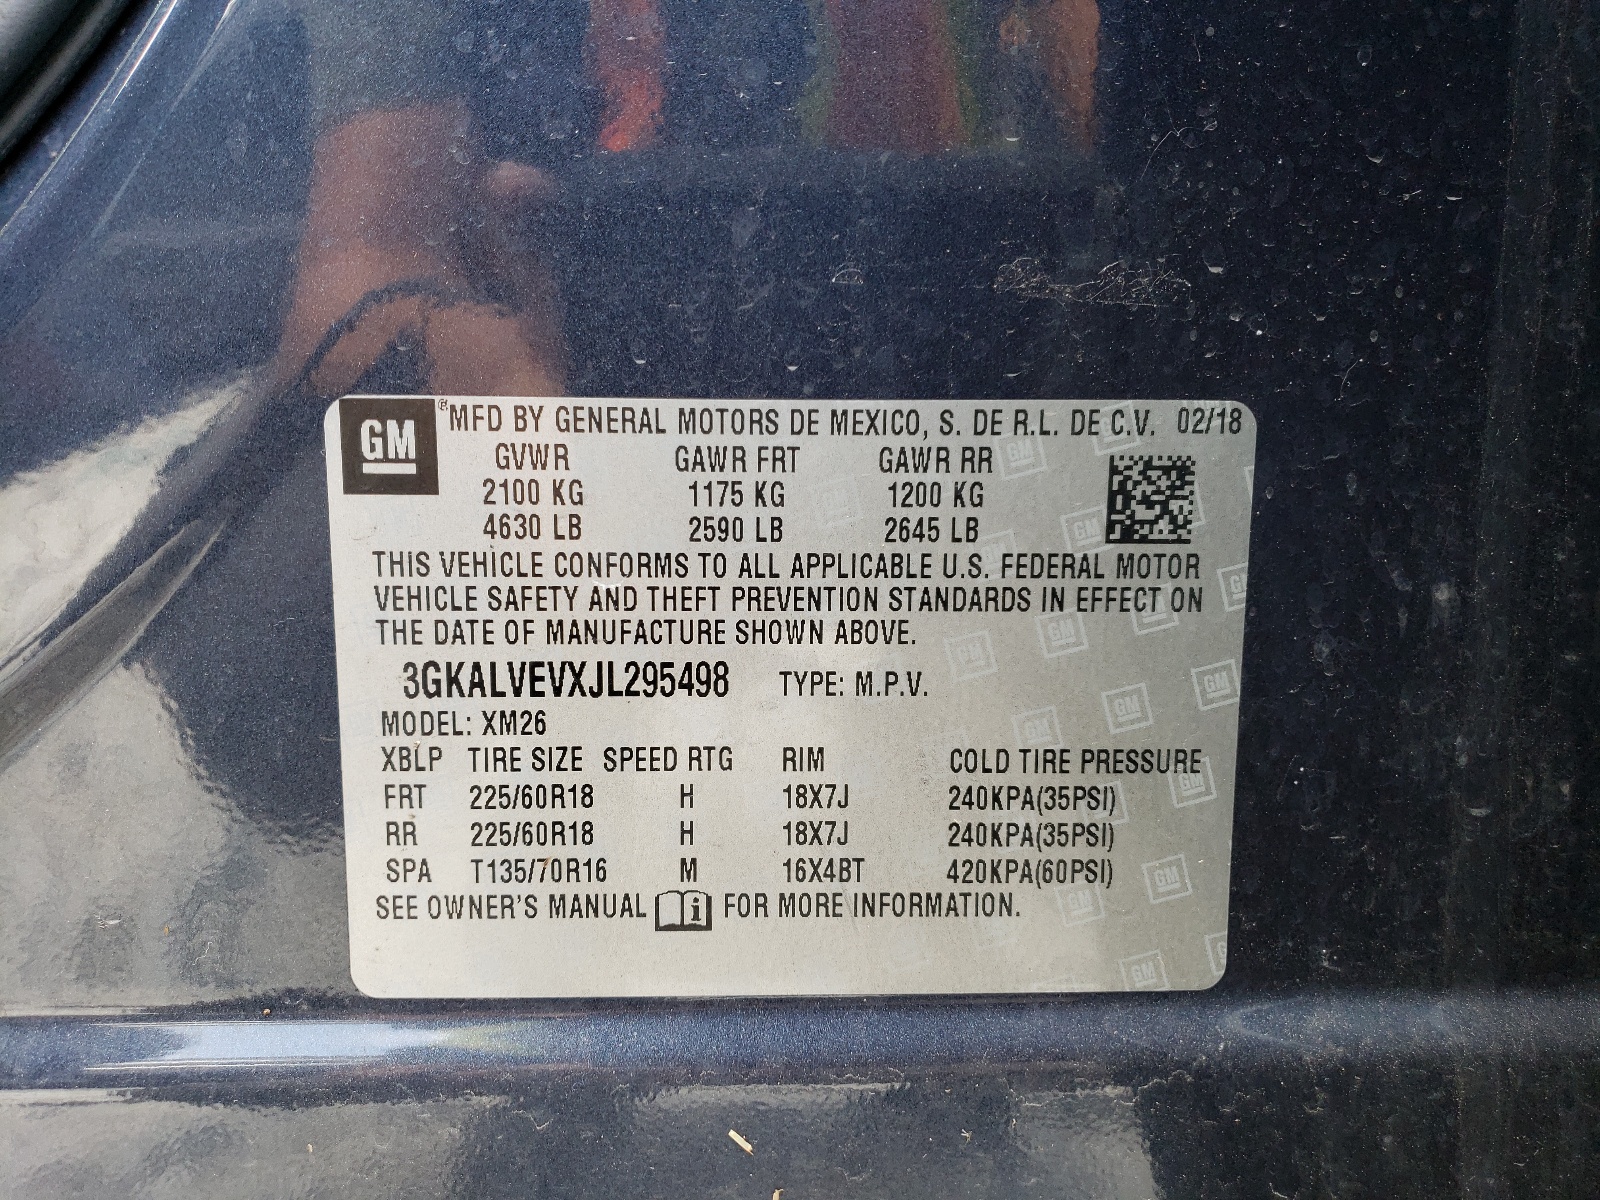 GM ® MFD BY GENERAL MOTORS DE MEXICO, S. DE R.L. DE C.V. 02/18
GVWR GAWR FRT GAWR RR
2100 KG 1175 KG 1200 KG
4630 LB 2590 LB 2645 LB
THIS VEHICLE CONFORMS TO ALL APPLICABLE U.S. FEDERAL MOTOR
VEHICLE SAFETY AND THEFT PREVENTION STANDARDS IN EFFECT ON
THE DATE OF MANUFACTURE SHOWN ABOVE.
3GKALVEVXJL295498 TYPE: M.P.V.
MODEL: XM26
XBLP TIRE SIZE SPEED RTG RIM COLD TIRE PRESSURE
FRT 225/60R18 H 18X7J 240KPA(35PSI)
RR 225/60R18 H 18X7J 240KPA(35PSI)
SPA T135/70R16 M 16X4BT 420KPA(60PSI)
SEE OWNER'S MANUAL i FOR MORE INFORMATION.